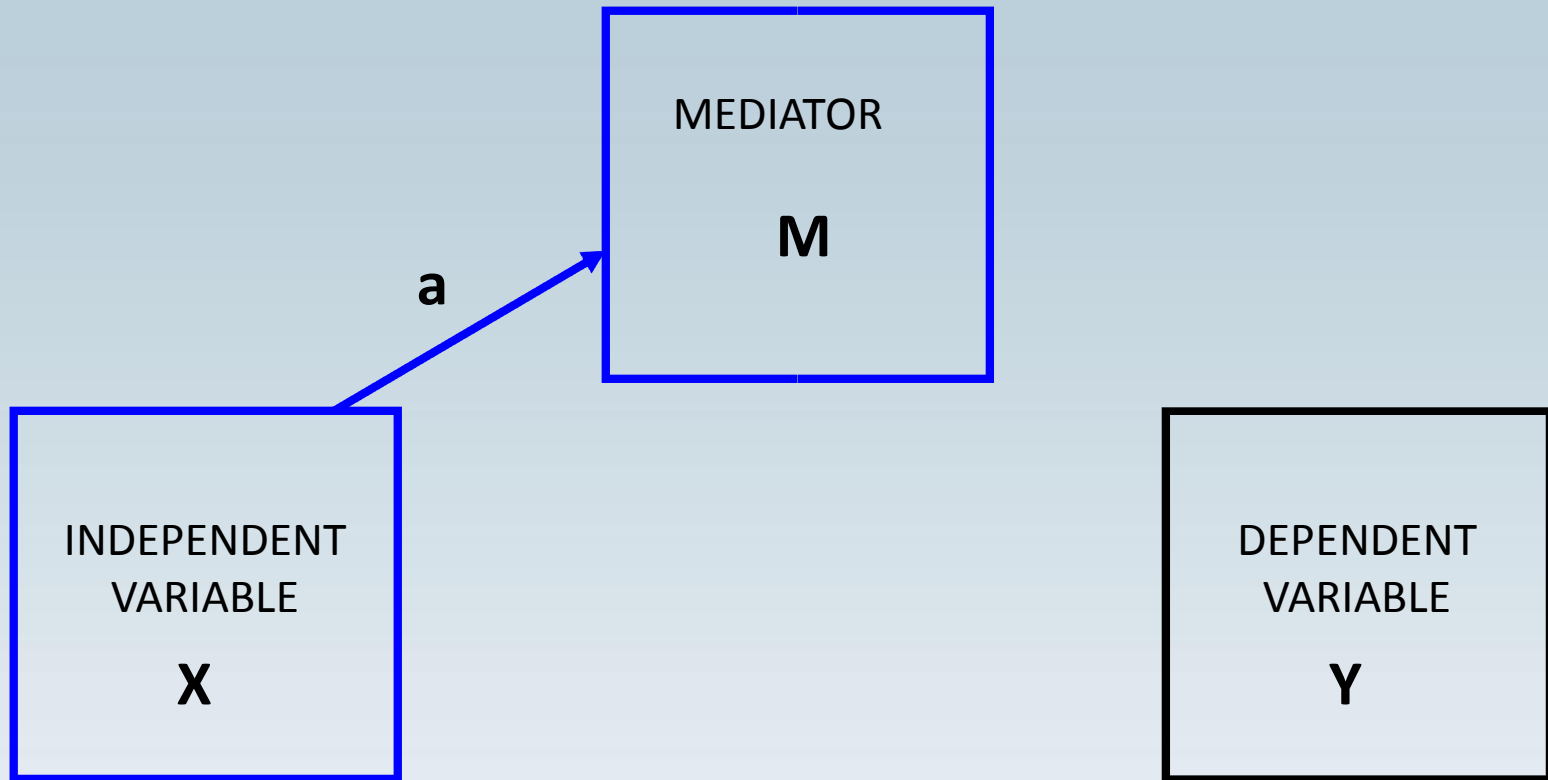 MEDIATOR
M
a
INDEPENDENT
VARIABLE
X
DEPENDENT
VARIABLE
Y